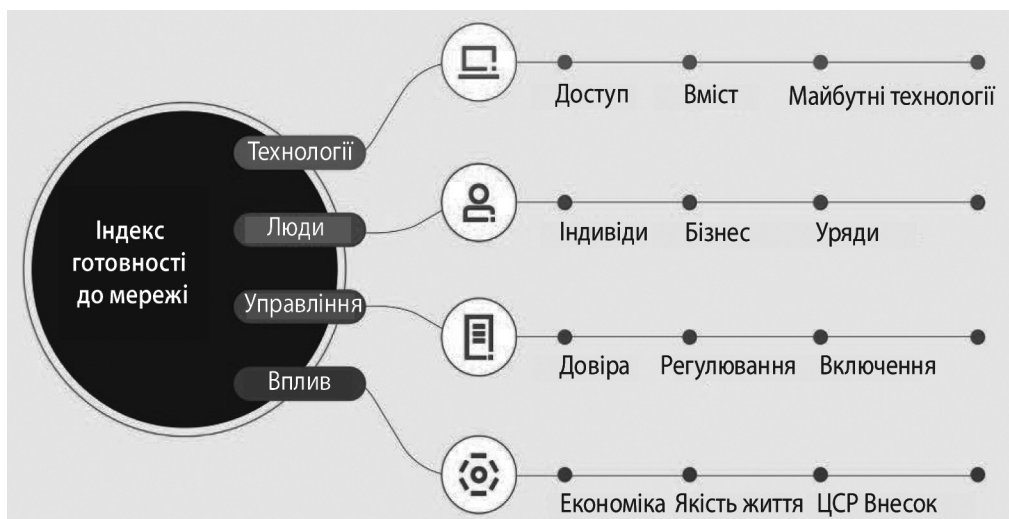 Індекс
готовності
до мережі
Технології
Доступ Вміст Майбутні технології
Люди
Індивіди Бізнес Уряди
Управління
Довіра Регулювання Включення
Вплив
Економіка Якість життя ЦСР Внесок